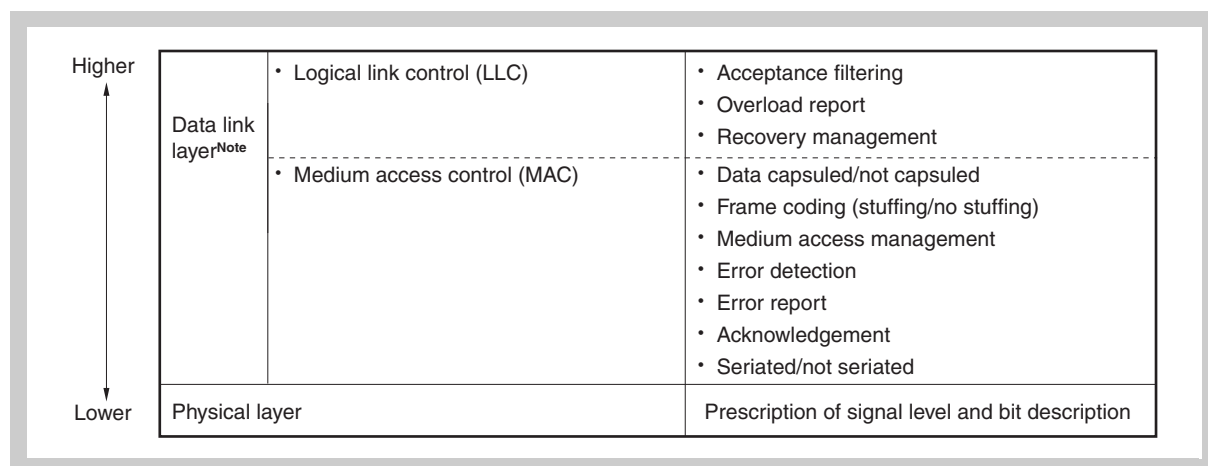 Higher
Data link
layerNote
• Logical link control (LLC)
• Acceptance filtering
• Overload report
• Recovery management
• Medium access control (MAC)
• Data capsuled/not capsuled
• Frame coding (stuffing/no stuffing)
• Medium access management
• Error detection
• Error report
• Acknowledgement
• Seriated/not seriated
Lower
Physical layer
Prescription of signal level and bit description